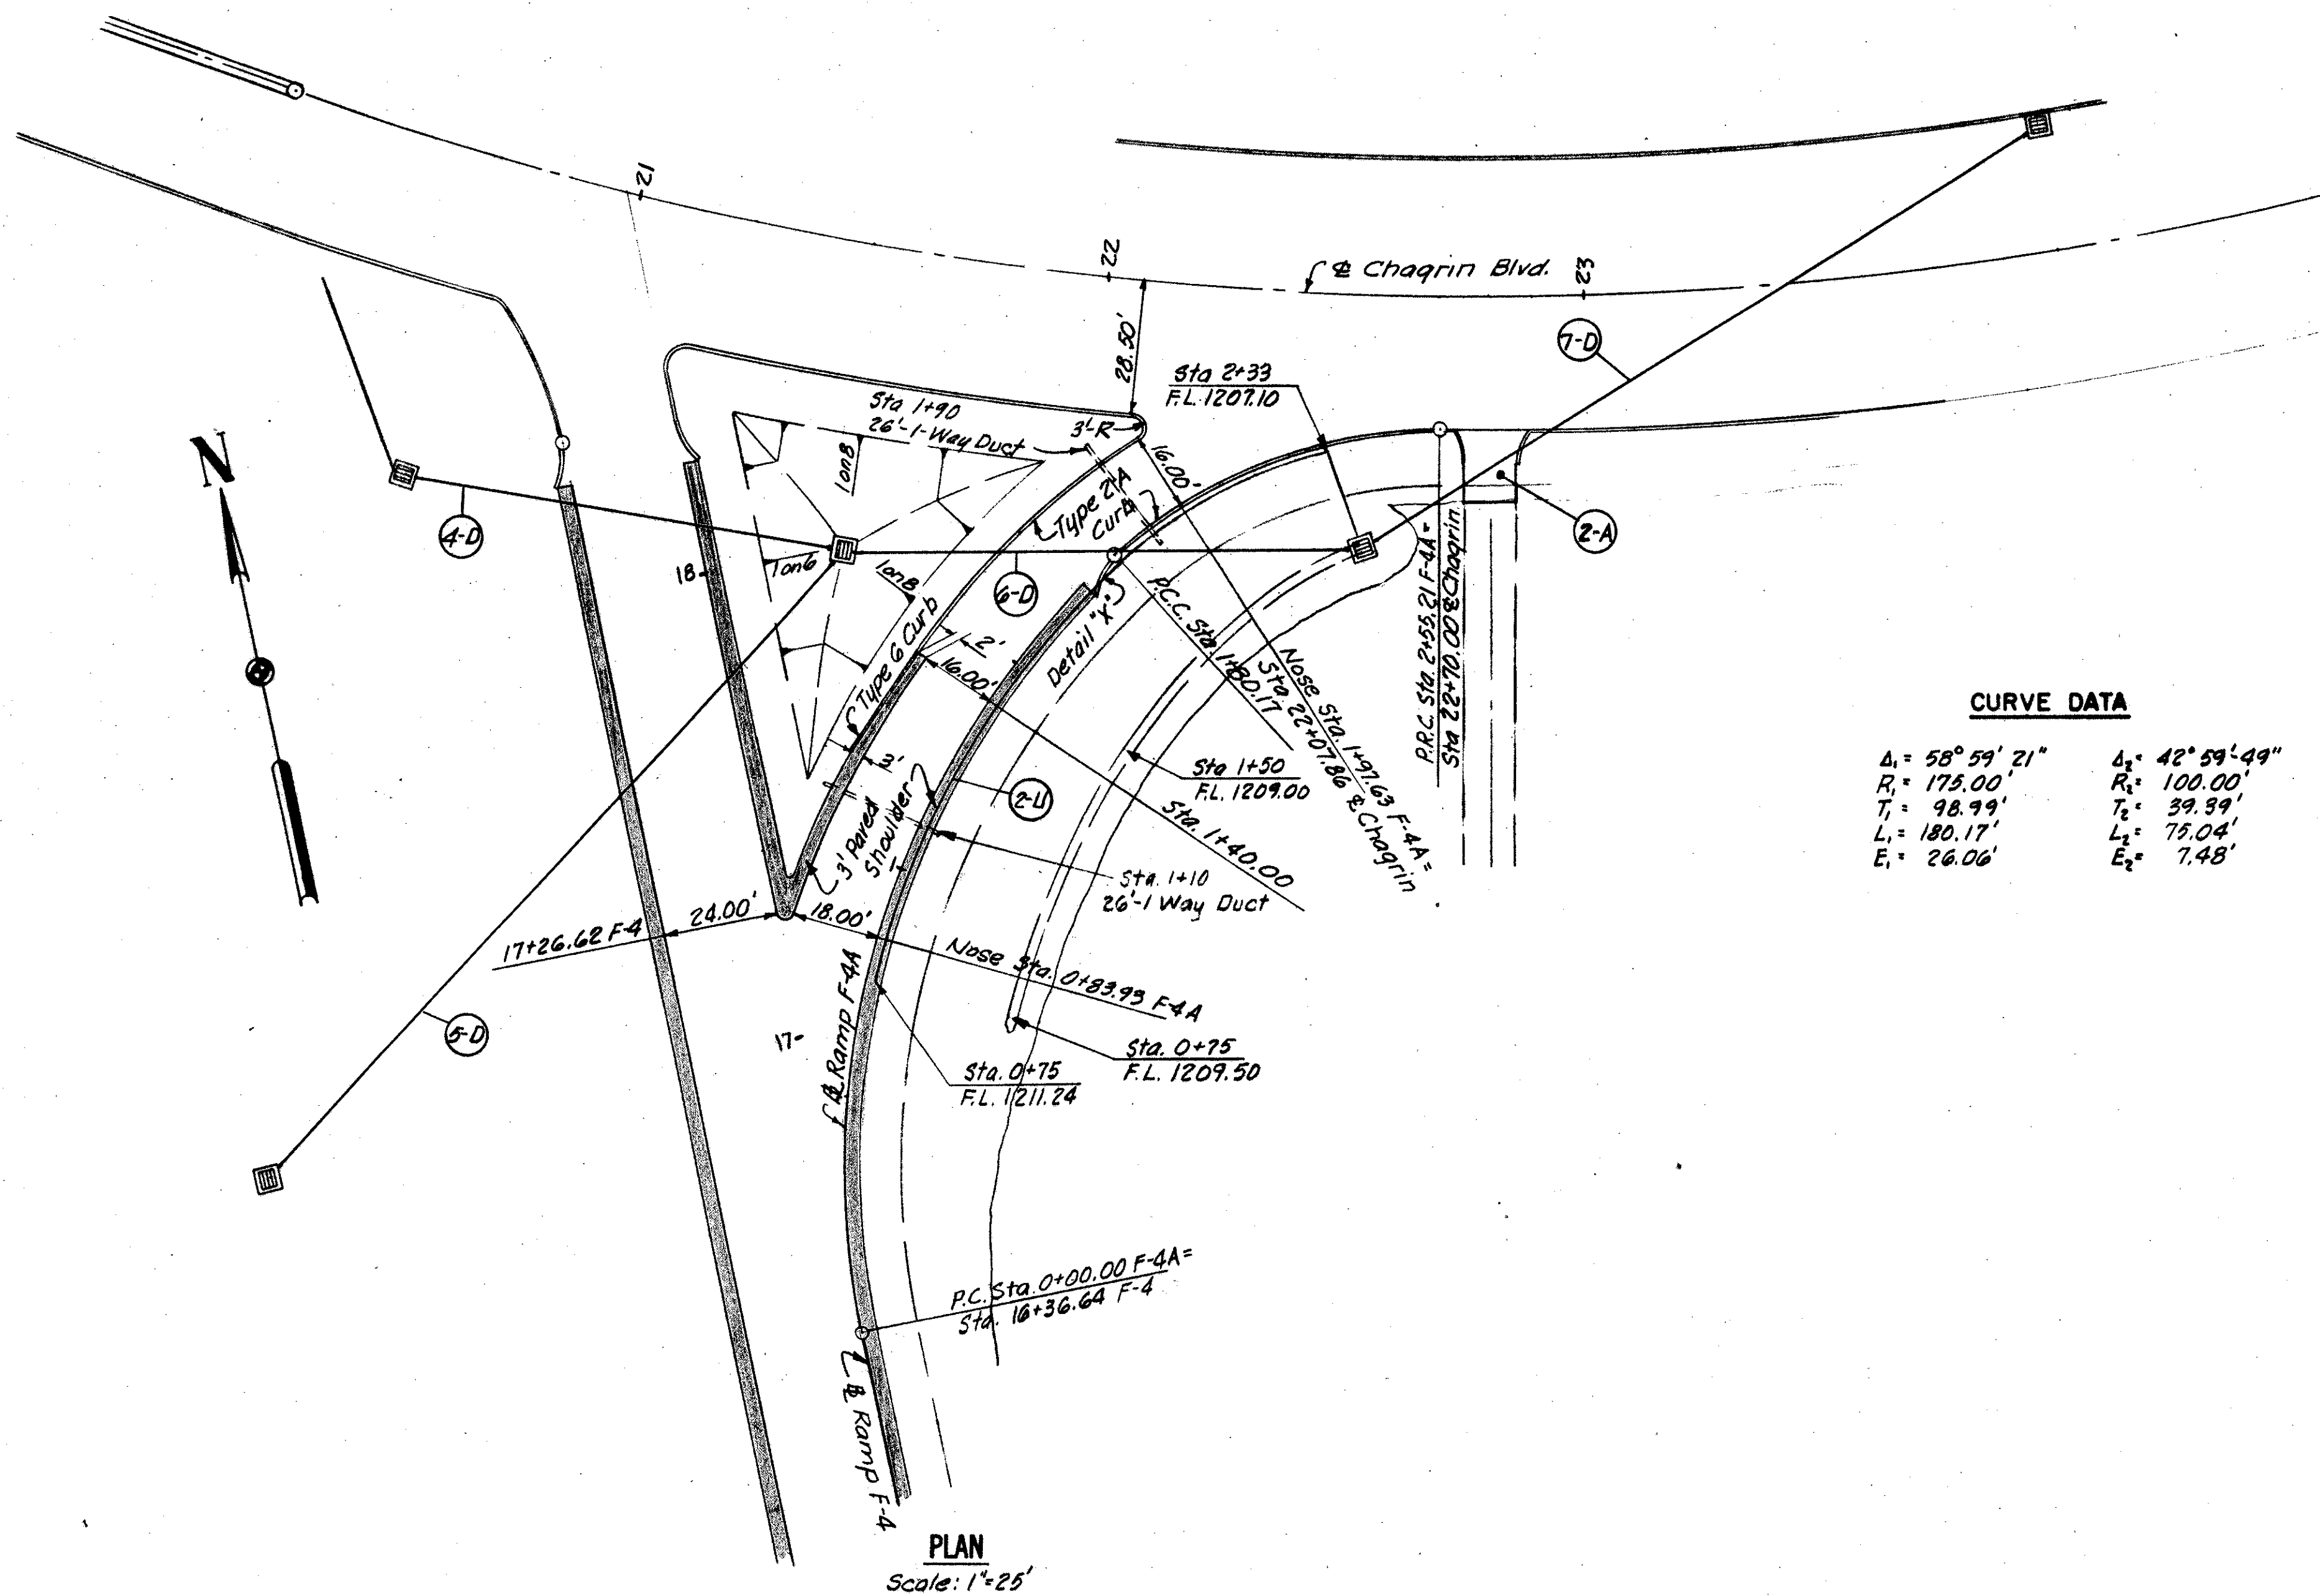 21
22
23
℄ Chagrin Blvd.
28.50'
7-D
Sta 2+33
F.L. 1207.10
Sta 1+90
26'-1-Way Duct
3'-R
16.00'
N
1 on 8
Type 2-A
Curb
4-D
2-A
18
1 on 6
1 on 8
6-D
Type 6 Curb
2'
16.00'
Detail "X"
P.C.C. Sta. 1+80.17
Nose Sta. 1+97.63 F-4A =
Sta. 22+07.86 ℄ Chagrin
P.R.C. Sta. 2+55.21 F-4A =
Sta 22+70.00 ℄ Chagrin
CURVE DATA
Δ₁ = 58° 59' 21"
R₁ = 175.00'
T₁ = 98.99'
L₁ = 180.17'
E₁ = 26.06'
Δ₂ = 42° 59'-49"
R₂ = 100.00'
T₂ = 39.39'
L₂ = 75.04'
E₂ = 7.48'
3'
3' Paved
Shoulder
2-U
Sta 1+50
F.L. 1209.00
Sta. 1+40.00
Sta. 1+10
26'-1 Way Duct
24.00'
18.00'
17+26.62 F-4
Nose Sta. 0+83.93 F-4A
5-D
17
℄ Ramp F-4A
Sta. 0+75
F.L. 1209.50
Sta. 0+75
F.L. 1211.24
P.C. Sta. 0+00.00 F-4A =
Sta. 16+36.64 F-4
℄ Ramp F-4
PLAN
Scale: 1"=25'